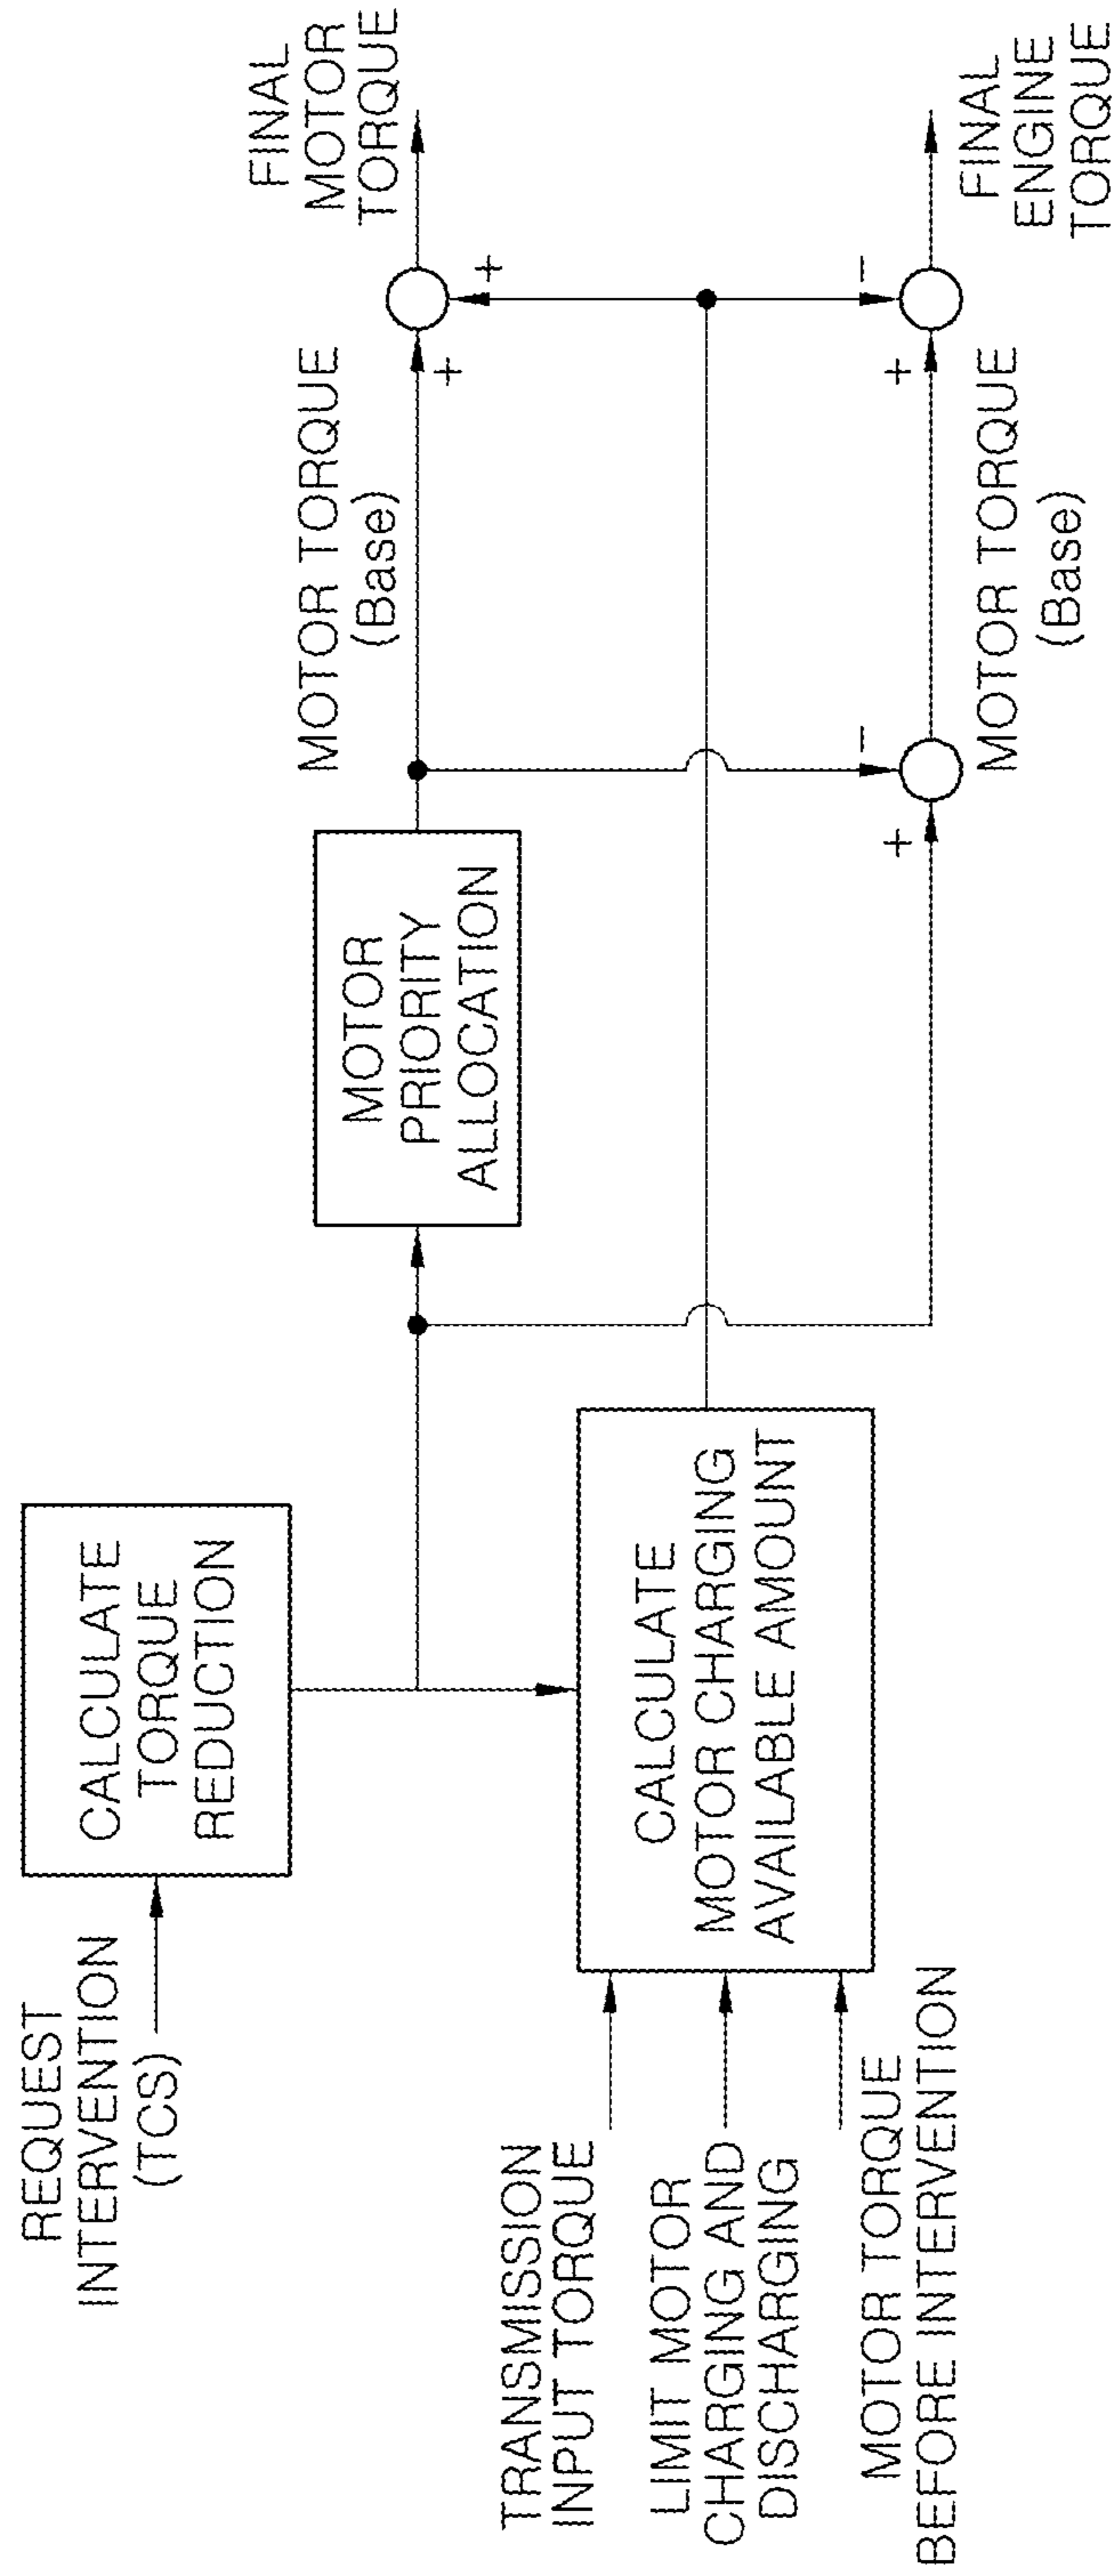 REQUEST
INTERVENTION
(TCS)
CALCULATE
TORQUE
REDUCTION
TRANSMISSION
INPUT TORQUE
LIMIT MOTOR
CHARGING AND
DISCHARGING
MOTOR TORQUE
BEFORE INTERVENTION
CALCULATE
MOTOR CHARGING
AVAILABLE AMOUNT
MOTOR
PRIORITY
ALLOCATION
MOTOR TORQUE
(Base)
+
+
FINAL
MOTOR
TORQUE
+
−
MOTOR TORQUE
(Base)
+
−
FINAL
ENGINE
TORQUE